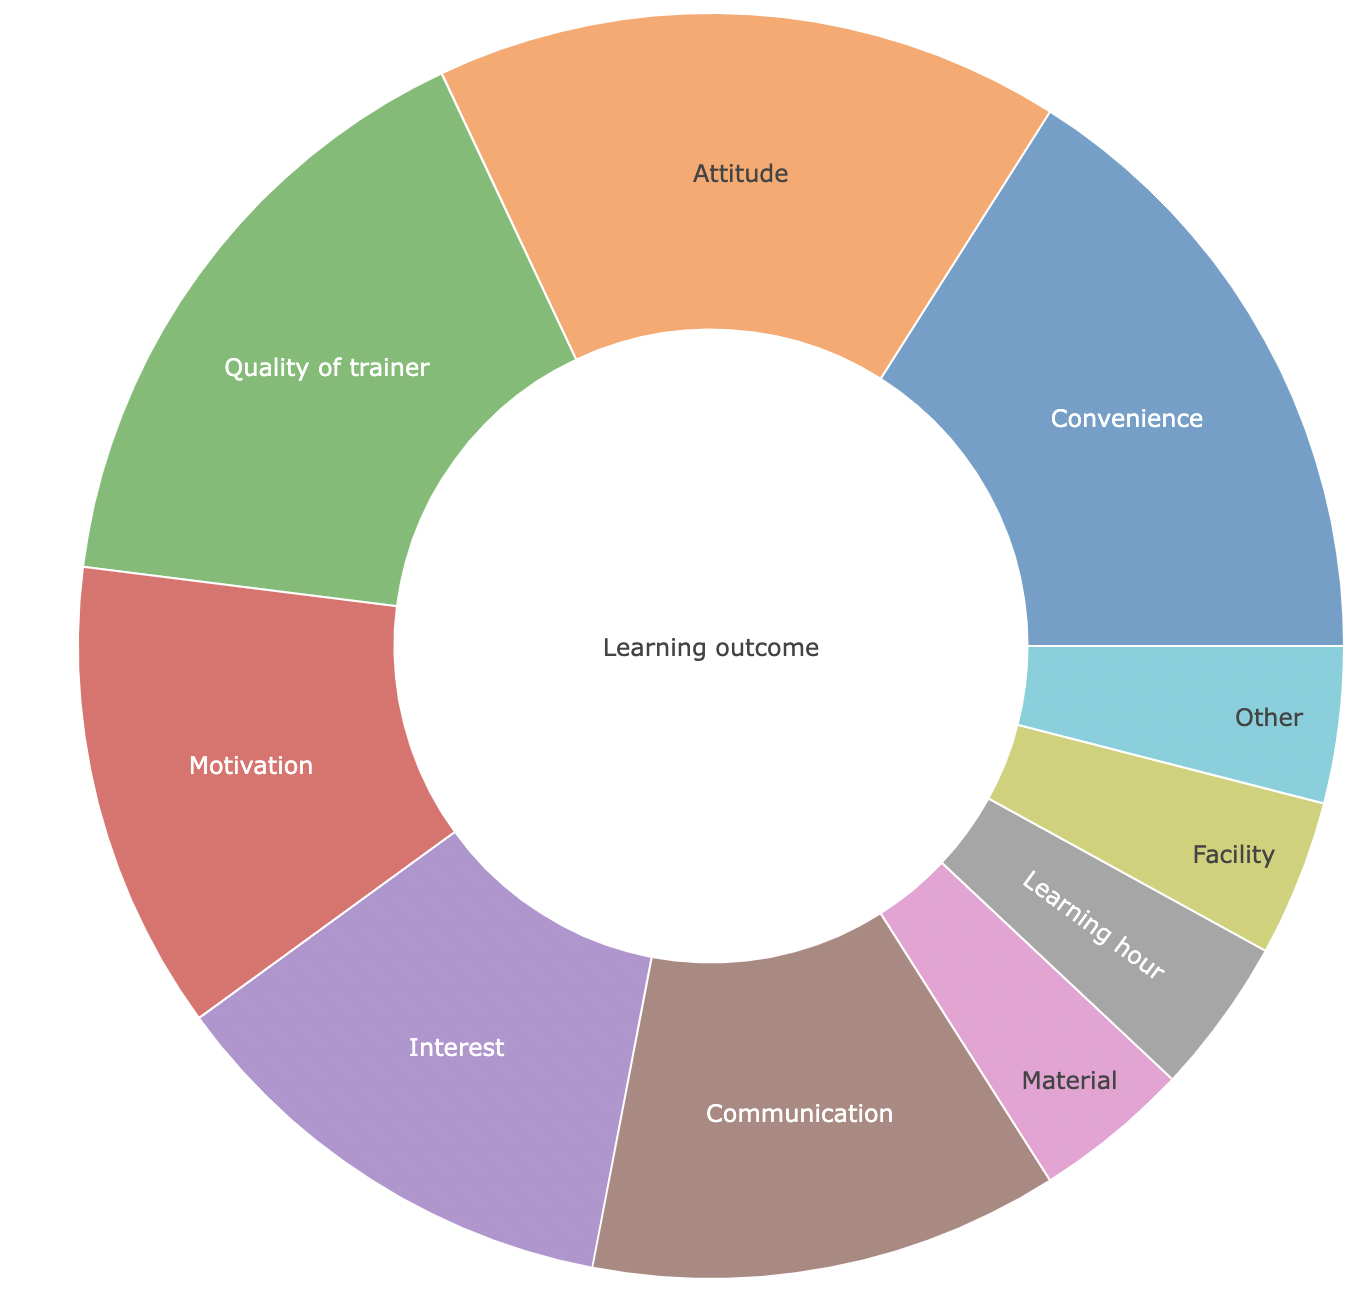 Attitude
Quality of trainer
Convenience
Learning outcome
Other
Motivation
Facility
Learning hour
Interest
Material
Communication